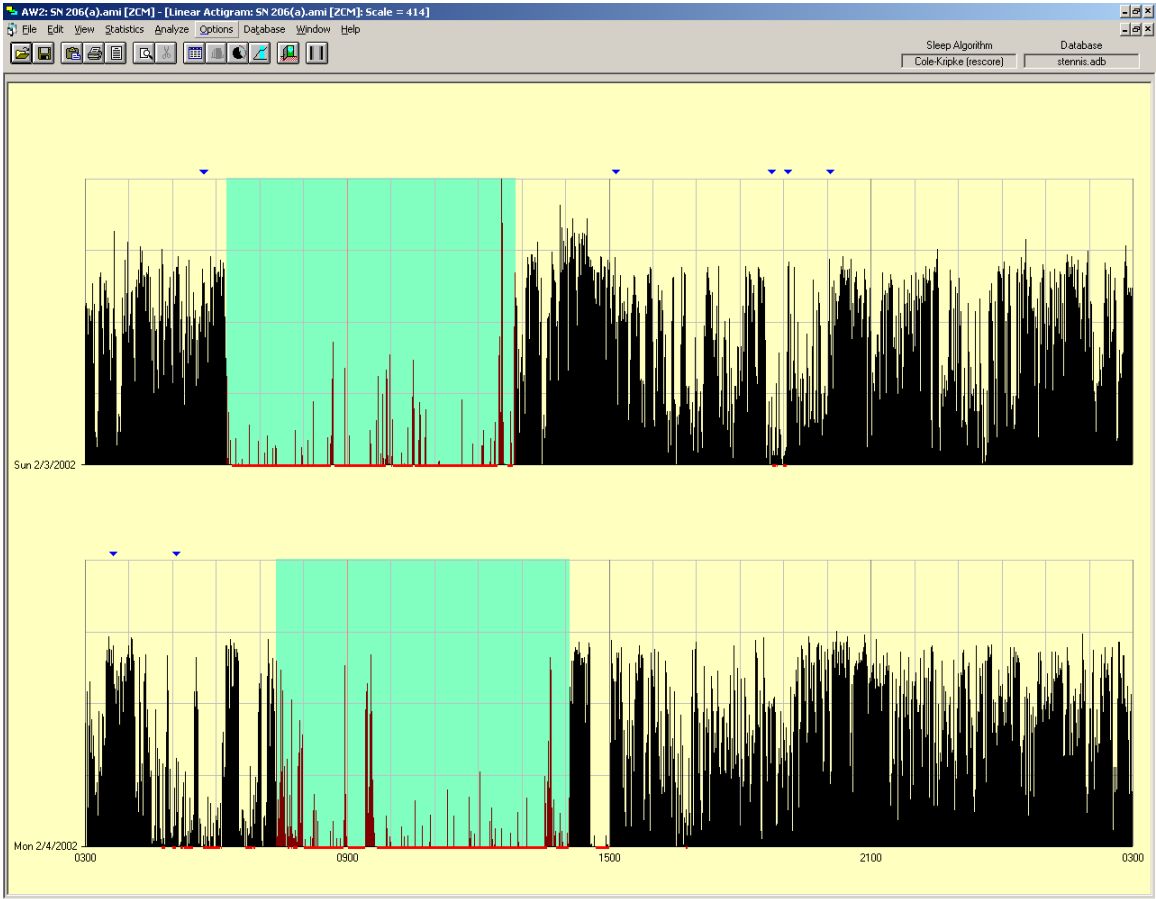 AW2: SN 206(a).ami [ZCM] - [Linear Actigram: SN 206(a).ami [ZCM]: Scale = 414]
File Edit View Statistics Analyze Options Database Window Help
Sleep Algorithm Database
Cole-Kripke (rescore) stennis.adb
Sun 2/3/2002
Mon 2/4/2002
0300 0900 1500 2100 0300